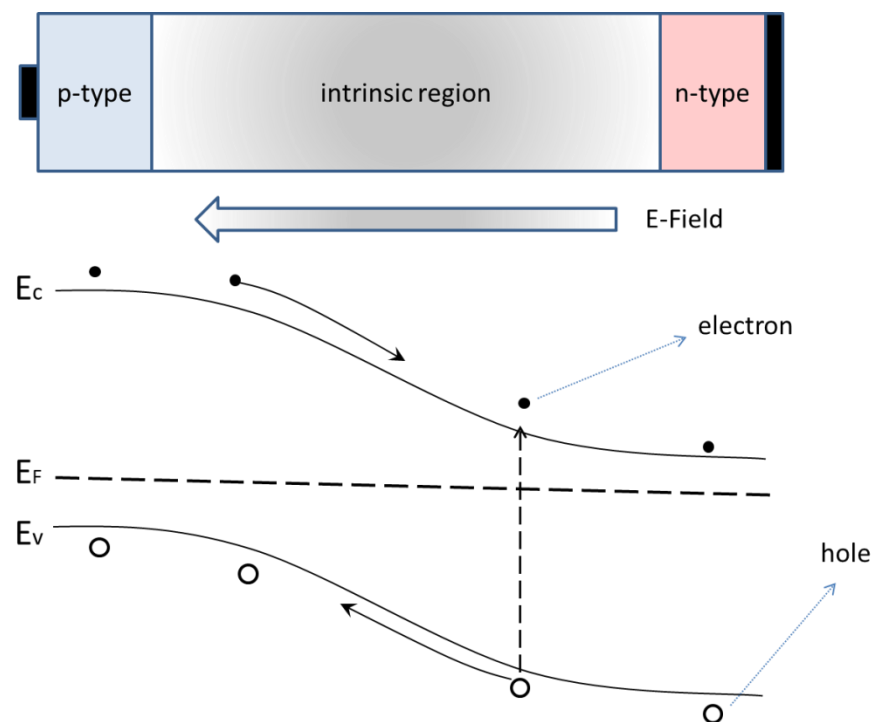 p-type
intrinsic region
n-type
E-Field
Ec
electron
EF
Ev
hole